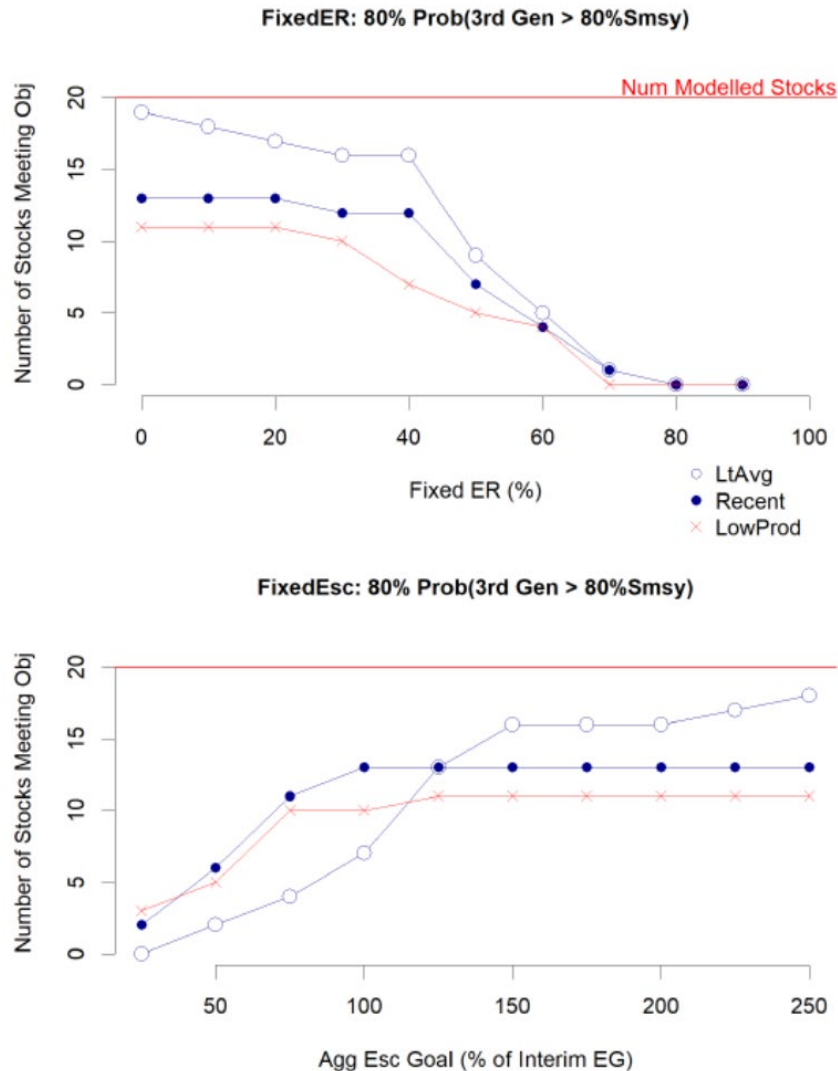 FixedER: 80% Prob(3rd Gen > 80%Smsy)
Num Modelled Stocks
Number of Stocks Meeting Obj
20
15
10
5
0
0 20 40 60 80 100
Fixed ER (%)
LtAvg
Recent
LowProd
FixedEsc: 80% Prob(3rd Gen > 80%Smsy)
Number of Stocks Meeting Obj
20
15
10
5
0
50 100 150 200 250
Agg Esc Goal (% of Interim EG)